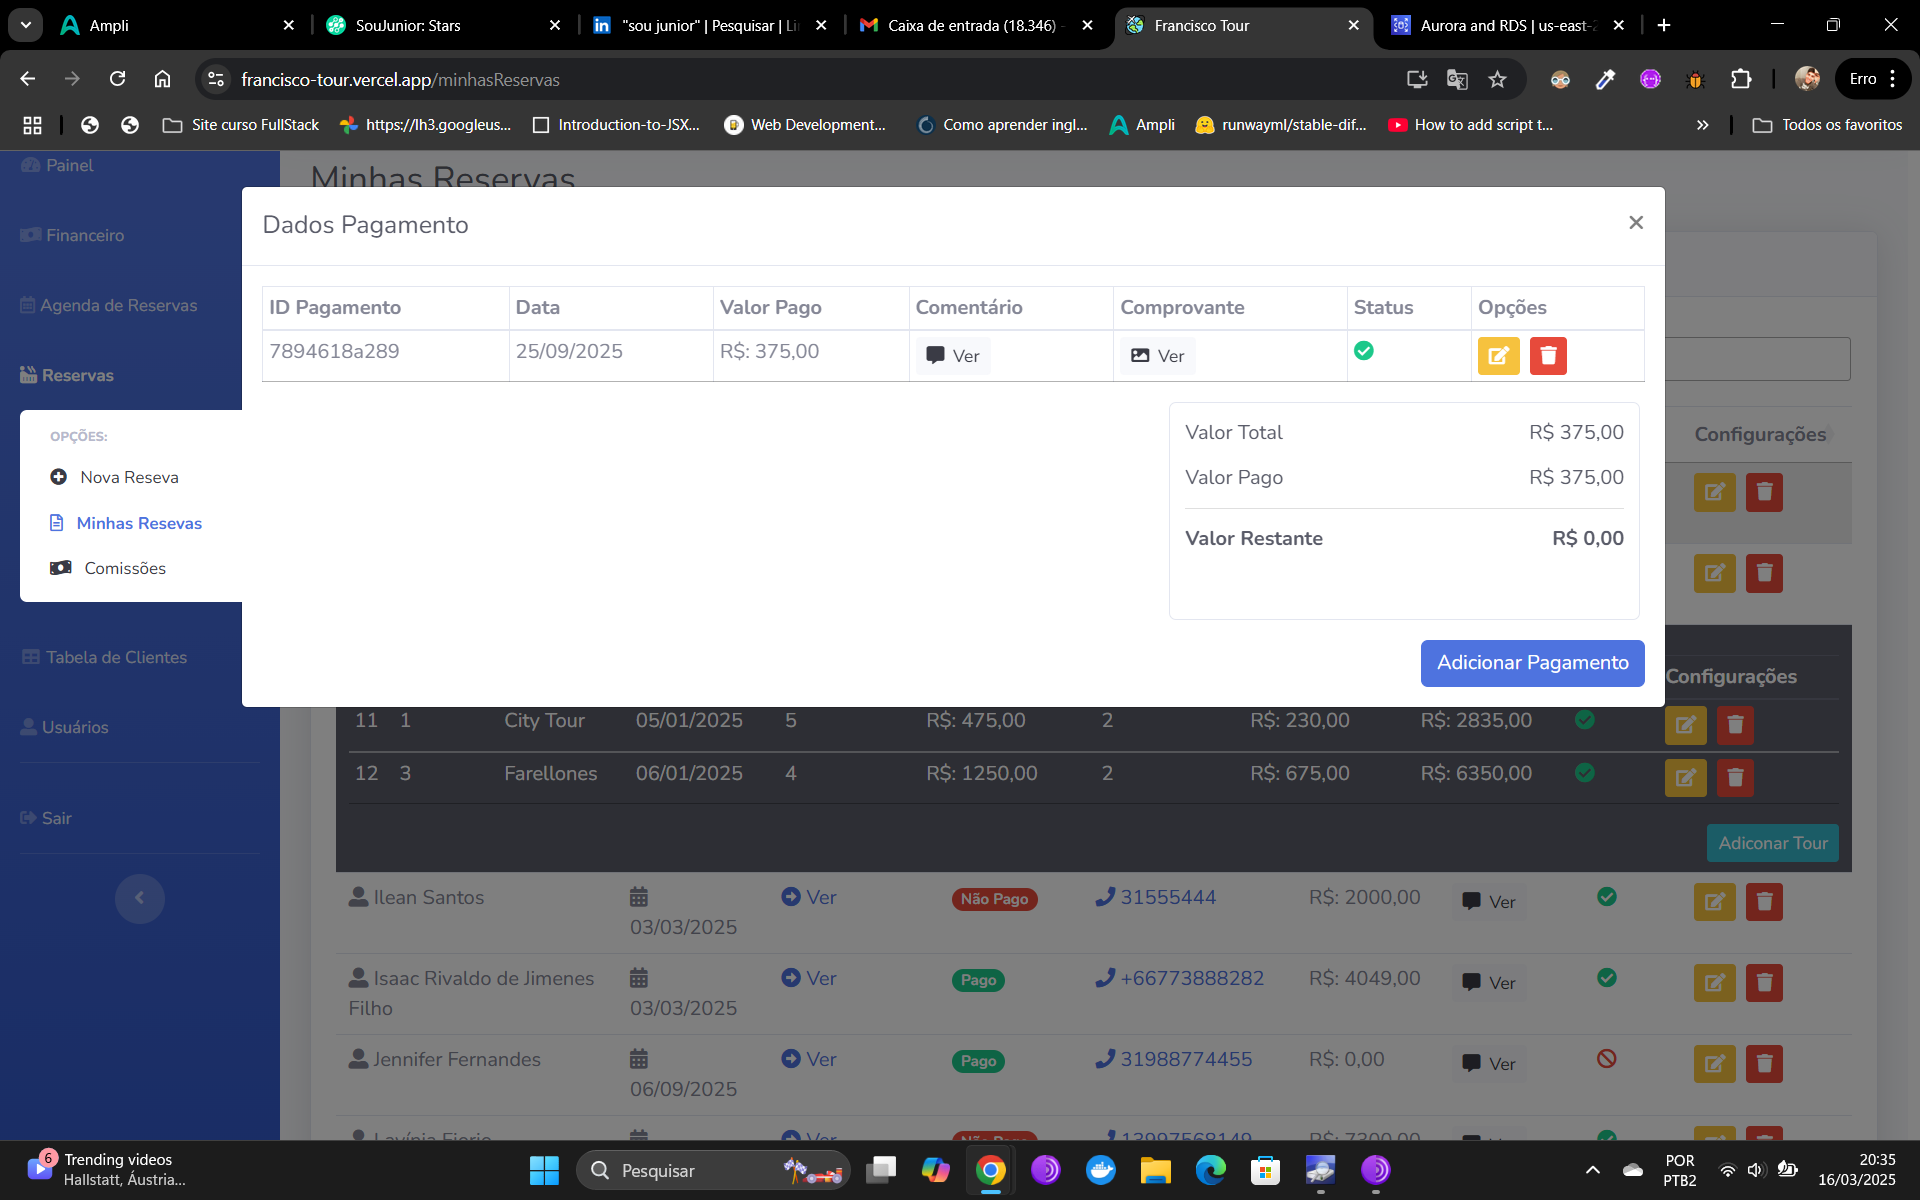 Ampli
SouJunior: Stars
"sou junior" | Pesquisar | Li
Caixa de entrada (18.346) -
Francisco Tour
Aurora and RDS | us-east-2
francisco-tour.vercel.app/minhasReservas
Erro
Site curso FullStack
https://lh3.googleus...
Introduction-to-JSX...
Web Development...
Como aprender ingl...
Ampli
runwayml/stable-dif...
How to add script t...
Todos os favoritos
Painel
Financeiro
Agenda de Reservas
Reservas
OPÇÕES:
Nova Reseva
Minhas Resevas
Comissões
Tabela de Clientes
Usuários
Sair
Minhas Reservas
Dados Pagamento
ID Pagamento Data Valor Pago Comentário Comprovante Status Opções
7894618a289 25/09/2025 R$: 375,00 Ver Ver
Valor Total R$ 375,00
Valor Pago R$ 375,00
Valor Restante R$ 0,00
Adicionar Pagamento
Configurações
Configurações
11 1 City Tour 05/01/2025 5 R$: 475,00 2 R$: 230,00 R$: 2835,00
12 3 Farellones 06/01/2025 4 R$: 1250,00 2 R$: 675,00 R$: 6350,00
Adiconar Tour
Ilean Santos 03/03/2025 Ver Não Pago 31555444 R$: 2000,00 Ver
Isaac Rivaldo de Jimenes Filho 03/03/2025 Ver Pago +66773888282 R$: 4049,00 Ver
Jennifer Fernandes 06/09/2025 Ver Pago 31988774455 R$: 0,00 Ver
6
Trending videos
Hallstatt, Áustria...
Pesquisar
POR
PTB2
20:35
16/03/2025